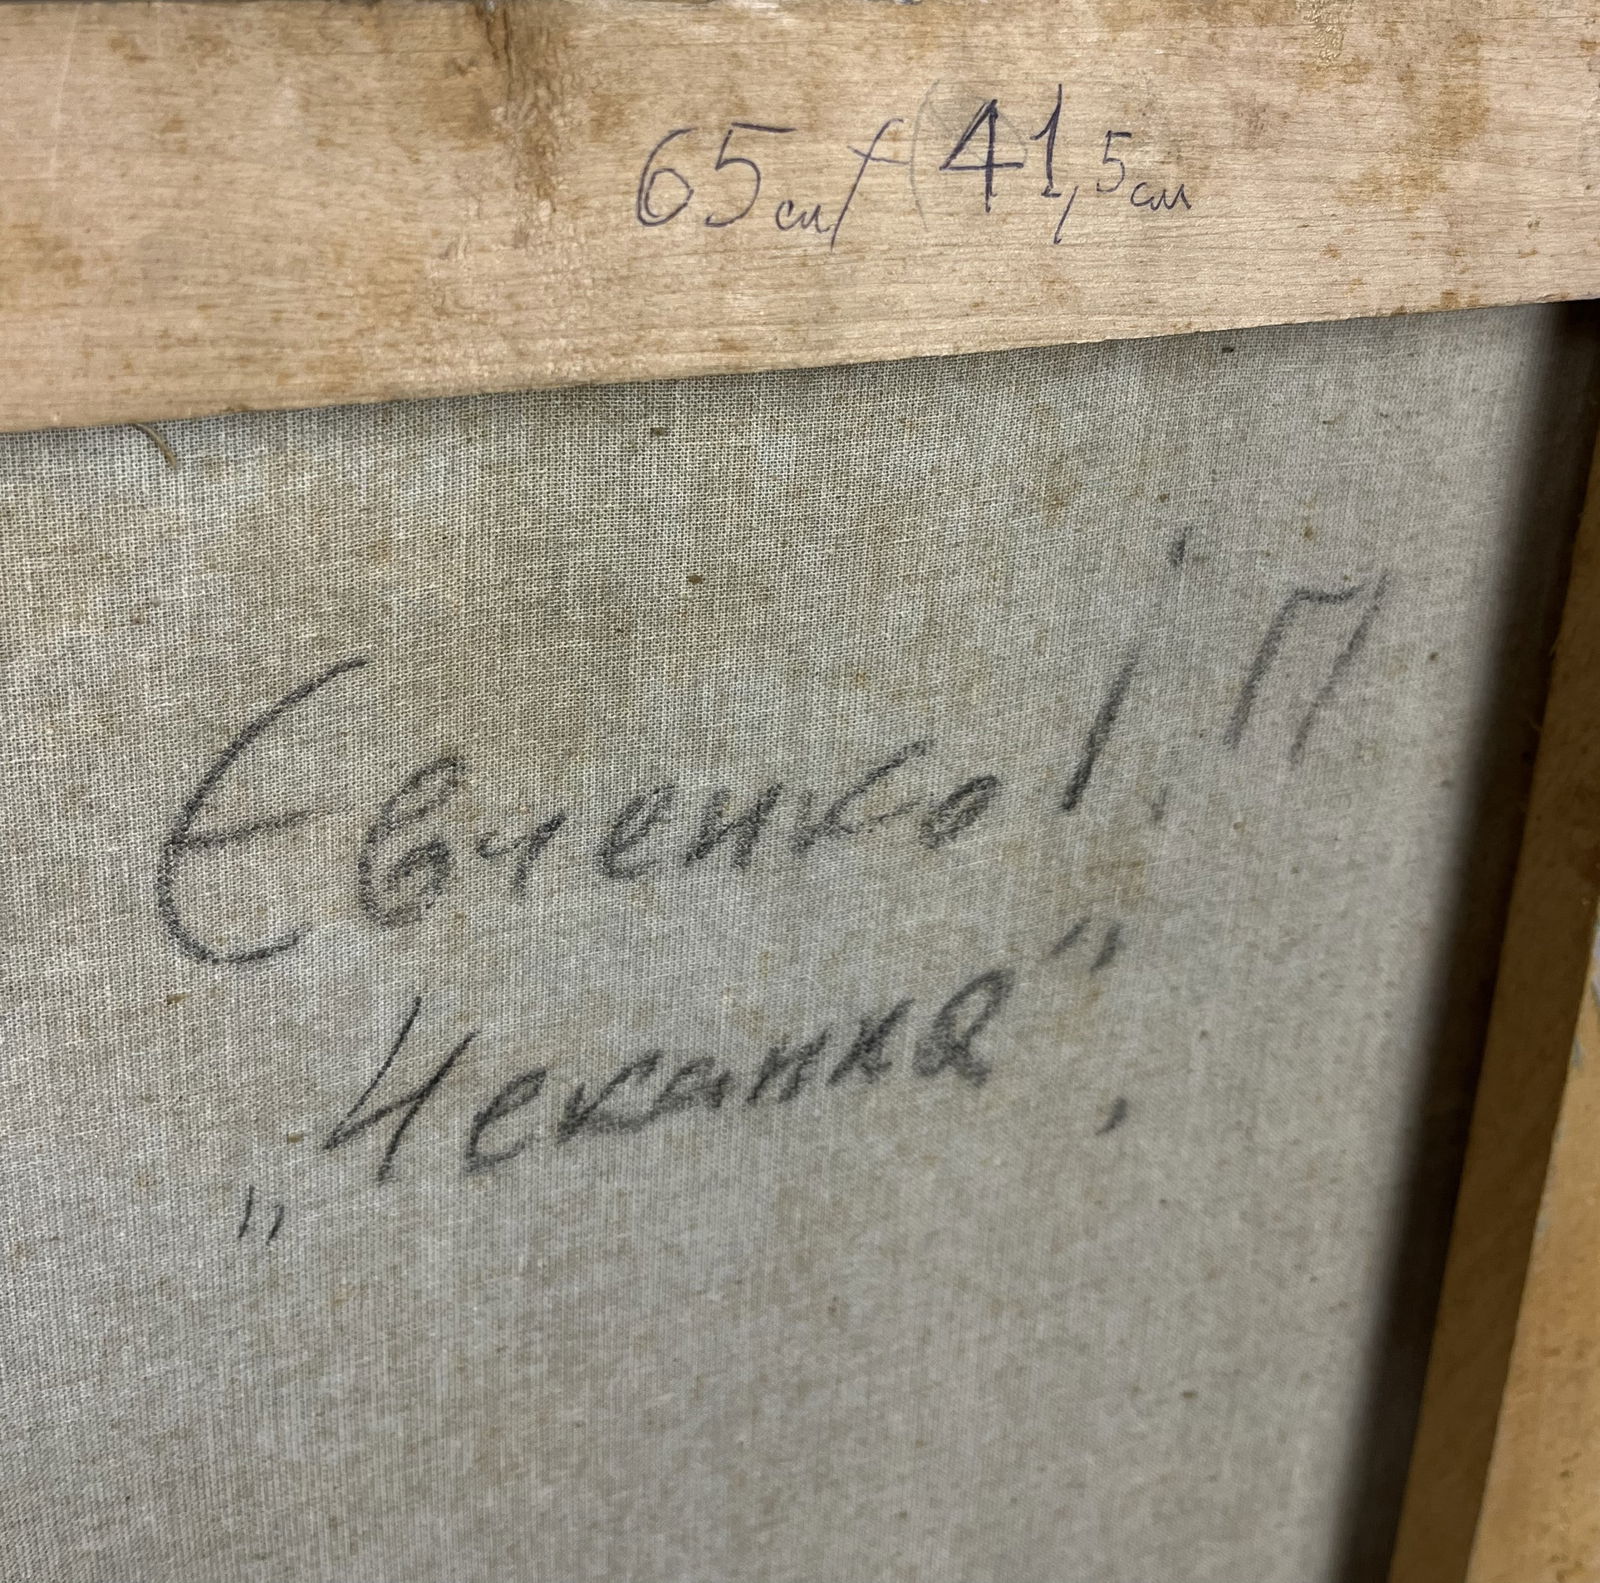 65см х 41,5см
Евченко І. П
„Чеканка",